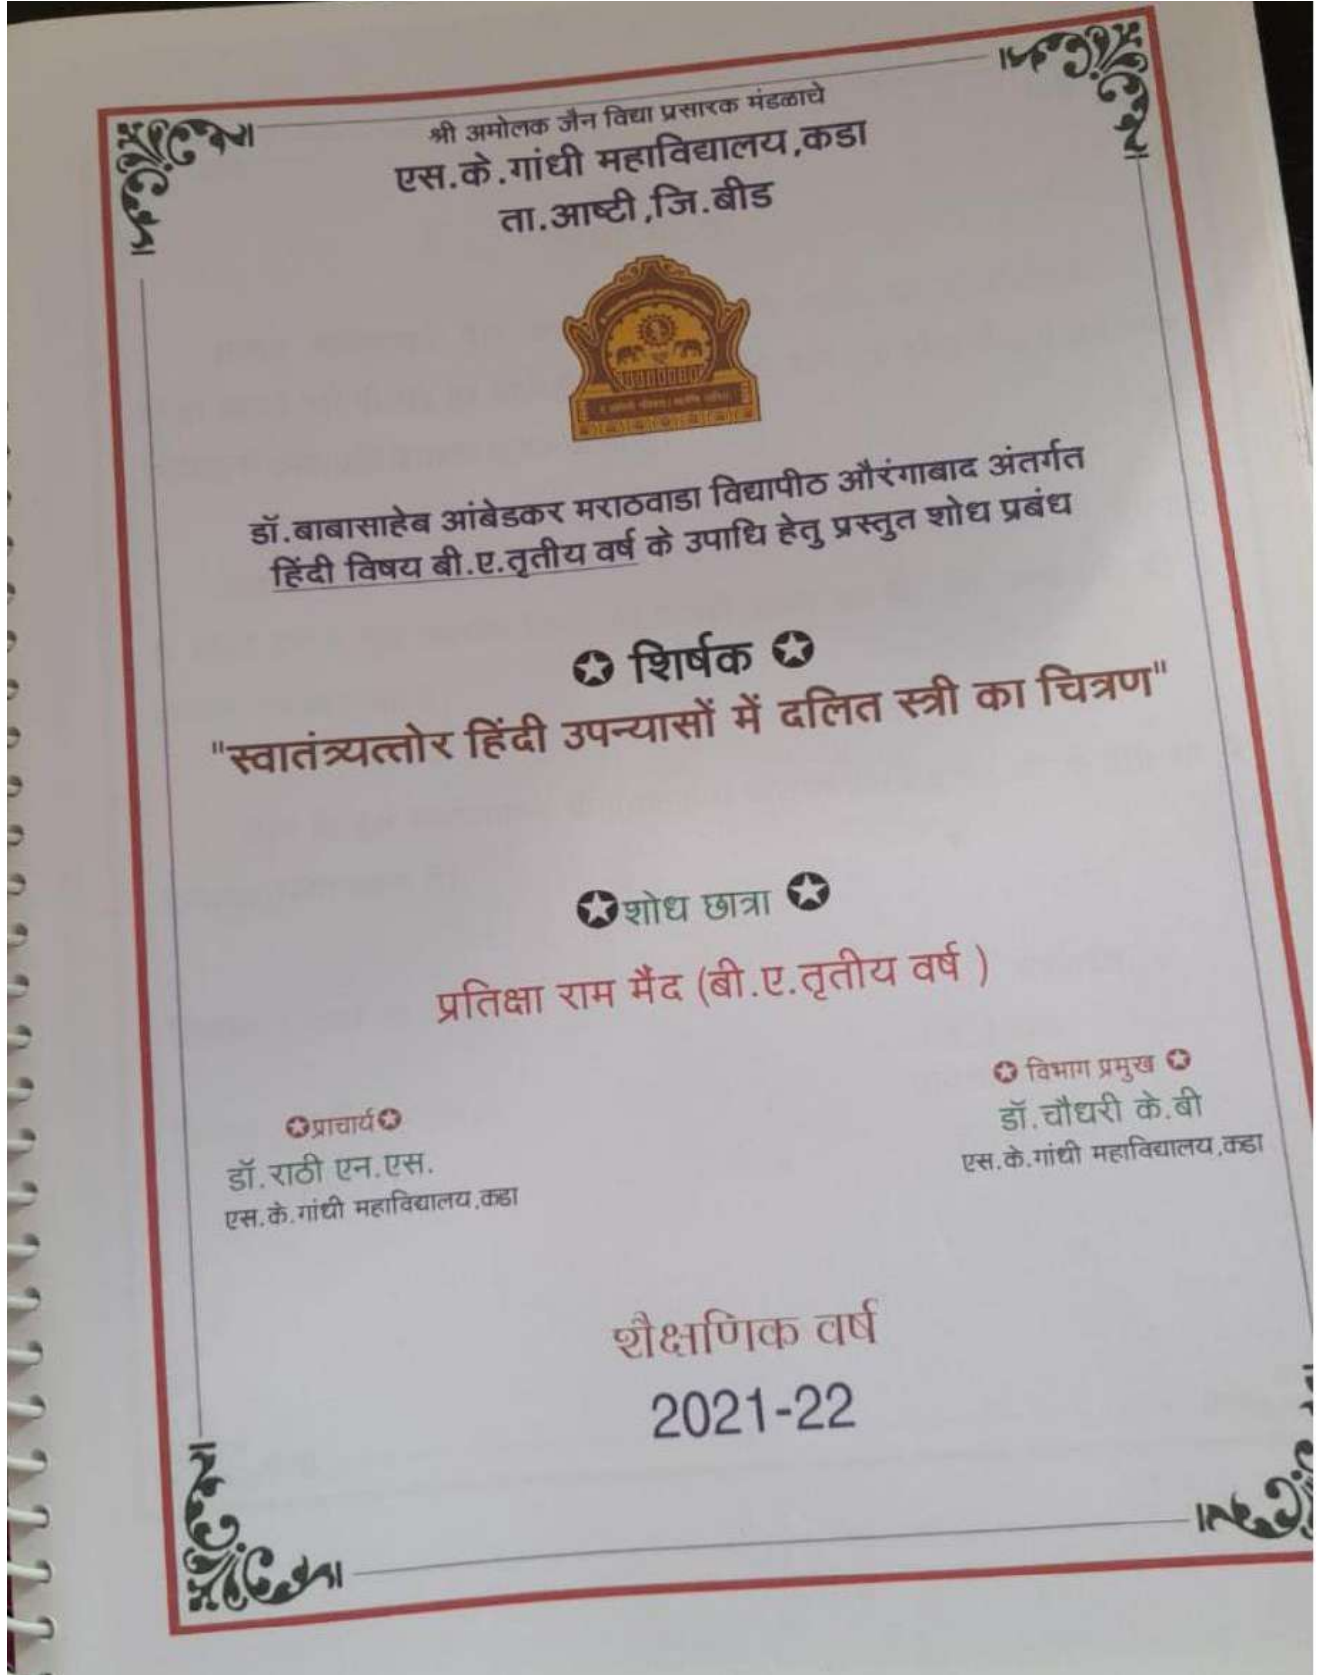 श्री अमोलक जैन विद्या प्रसारक मंडळाचे
एस.के.गांधी महाविद्यालय,कडा
ता.आष्टी,जि.बीड
डॉ.बाबासाहेब आंबेडकर मराठवाडा विद्यापीठ औरंगाबाद अंतर्गत
हिंदी विषय बी.ए.तृतीय वर्ष के उपाधि हेतु प्रस्तुत शोध प्रबंध
✪ शिर्षक ✪
"स्वातंत्र्यत्तोर हिंदी उपन्यासों में दलित स्त्री का चित्रण"
✪शोध छात्रा ✪
प्रतिक्षा राम मैंद (बी.ए.तृतीय वर्ष )
✪प्राचार्य✪
डॉ.राठी एन.एस.
एस.के.गांधी महाविद्यालय,कडा
✪ विभाग प्रमुख ✪
डॉ.चौधरी के.बी
एस.के.गांधी महाविद्यालय,कडा
शैक्षणिक वर्ष
2021-22